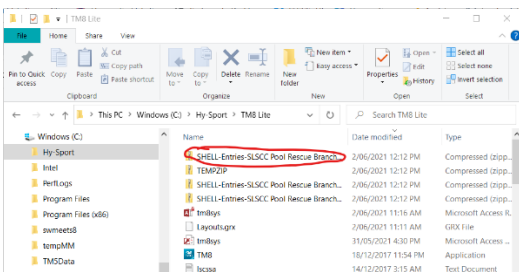 TM8 Lite
File Home Share View
Pin to Quick access Copy Paste Cut Copy path Paste shortcut
Move to Copy to Delete Rename New folder New item Easy access
Properties Open Edit History Select all Select none Invert selection
Clipboard Organize New Open Select
This PC > Windows (C:) > Hy-Sport > TM8 Lite Search TM8 Lite
Windows (C:) Name Date modified Type
Hy-Sport SHELL-Entries-SLSCC Pool Rescue Branch... 2/06/2021 12:12 PM Compressed (zipp...
Intel TEMPZIP 2/06/2021 12:12 PM Compressed (zipp...
PerfLogs SHELL-Entries-SLSCC Pool Rescue Branch... 2/06/2021 12:12 PM Compressed (zipp...
Program Files SHELL-Entries-SLSCC Pool Rescue Branch... 2/06/2021 12:12 PM Compressed (zipp...
Program Files (x86) tm8sys 2/06/2021 11:16 AM Microsoft Access R...
swmeets8 Layouts.grx 2/06/2021 11:11 AM GRX File
tempMM tm8sys 31/05/2021 4:30 PM Microsoft Access ...
TM5Data TM8 18/12/2017 11:54 PM Application
lscssa 14/12/2017 3:15 AM Text Document